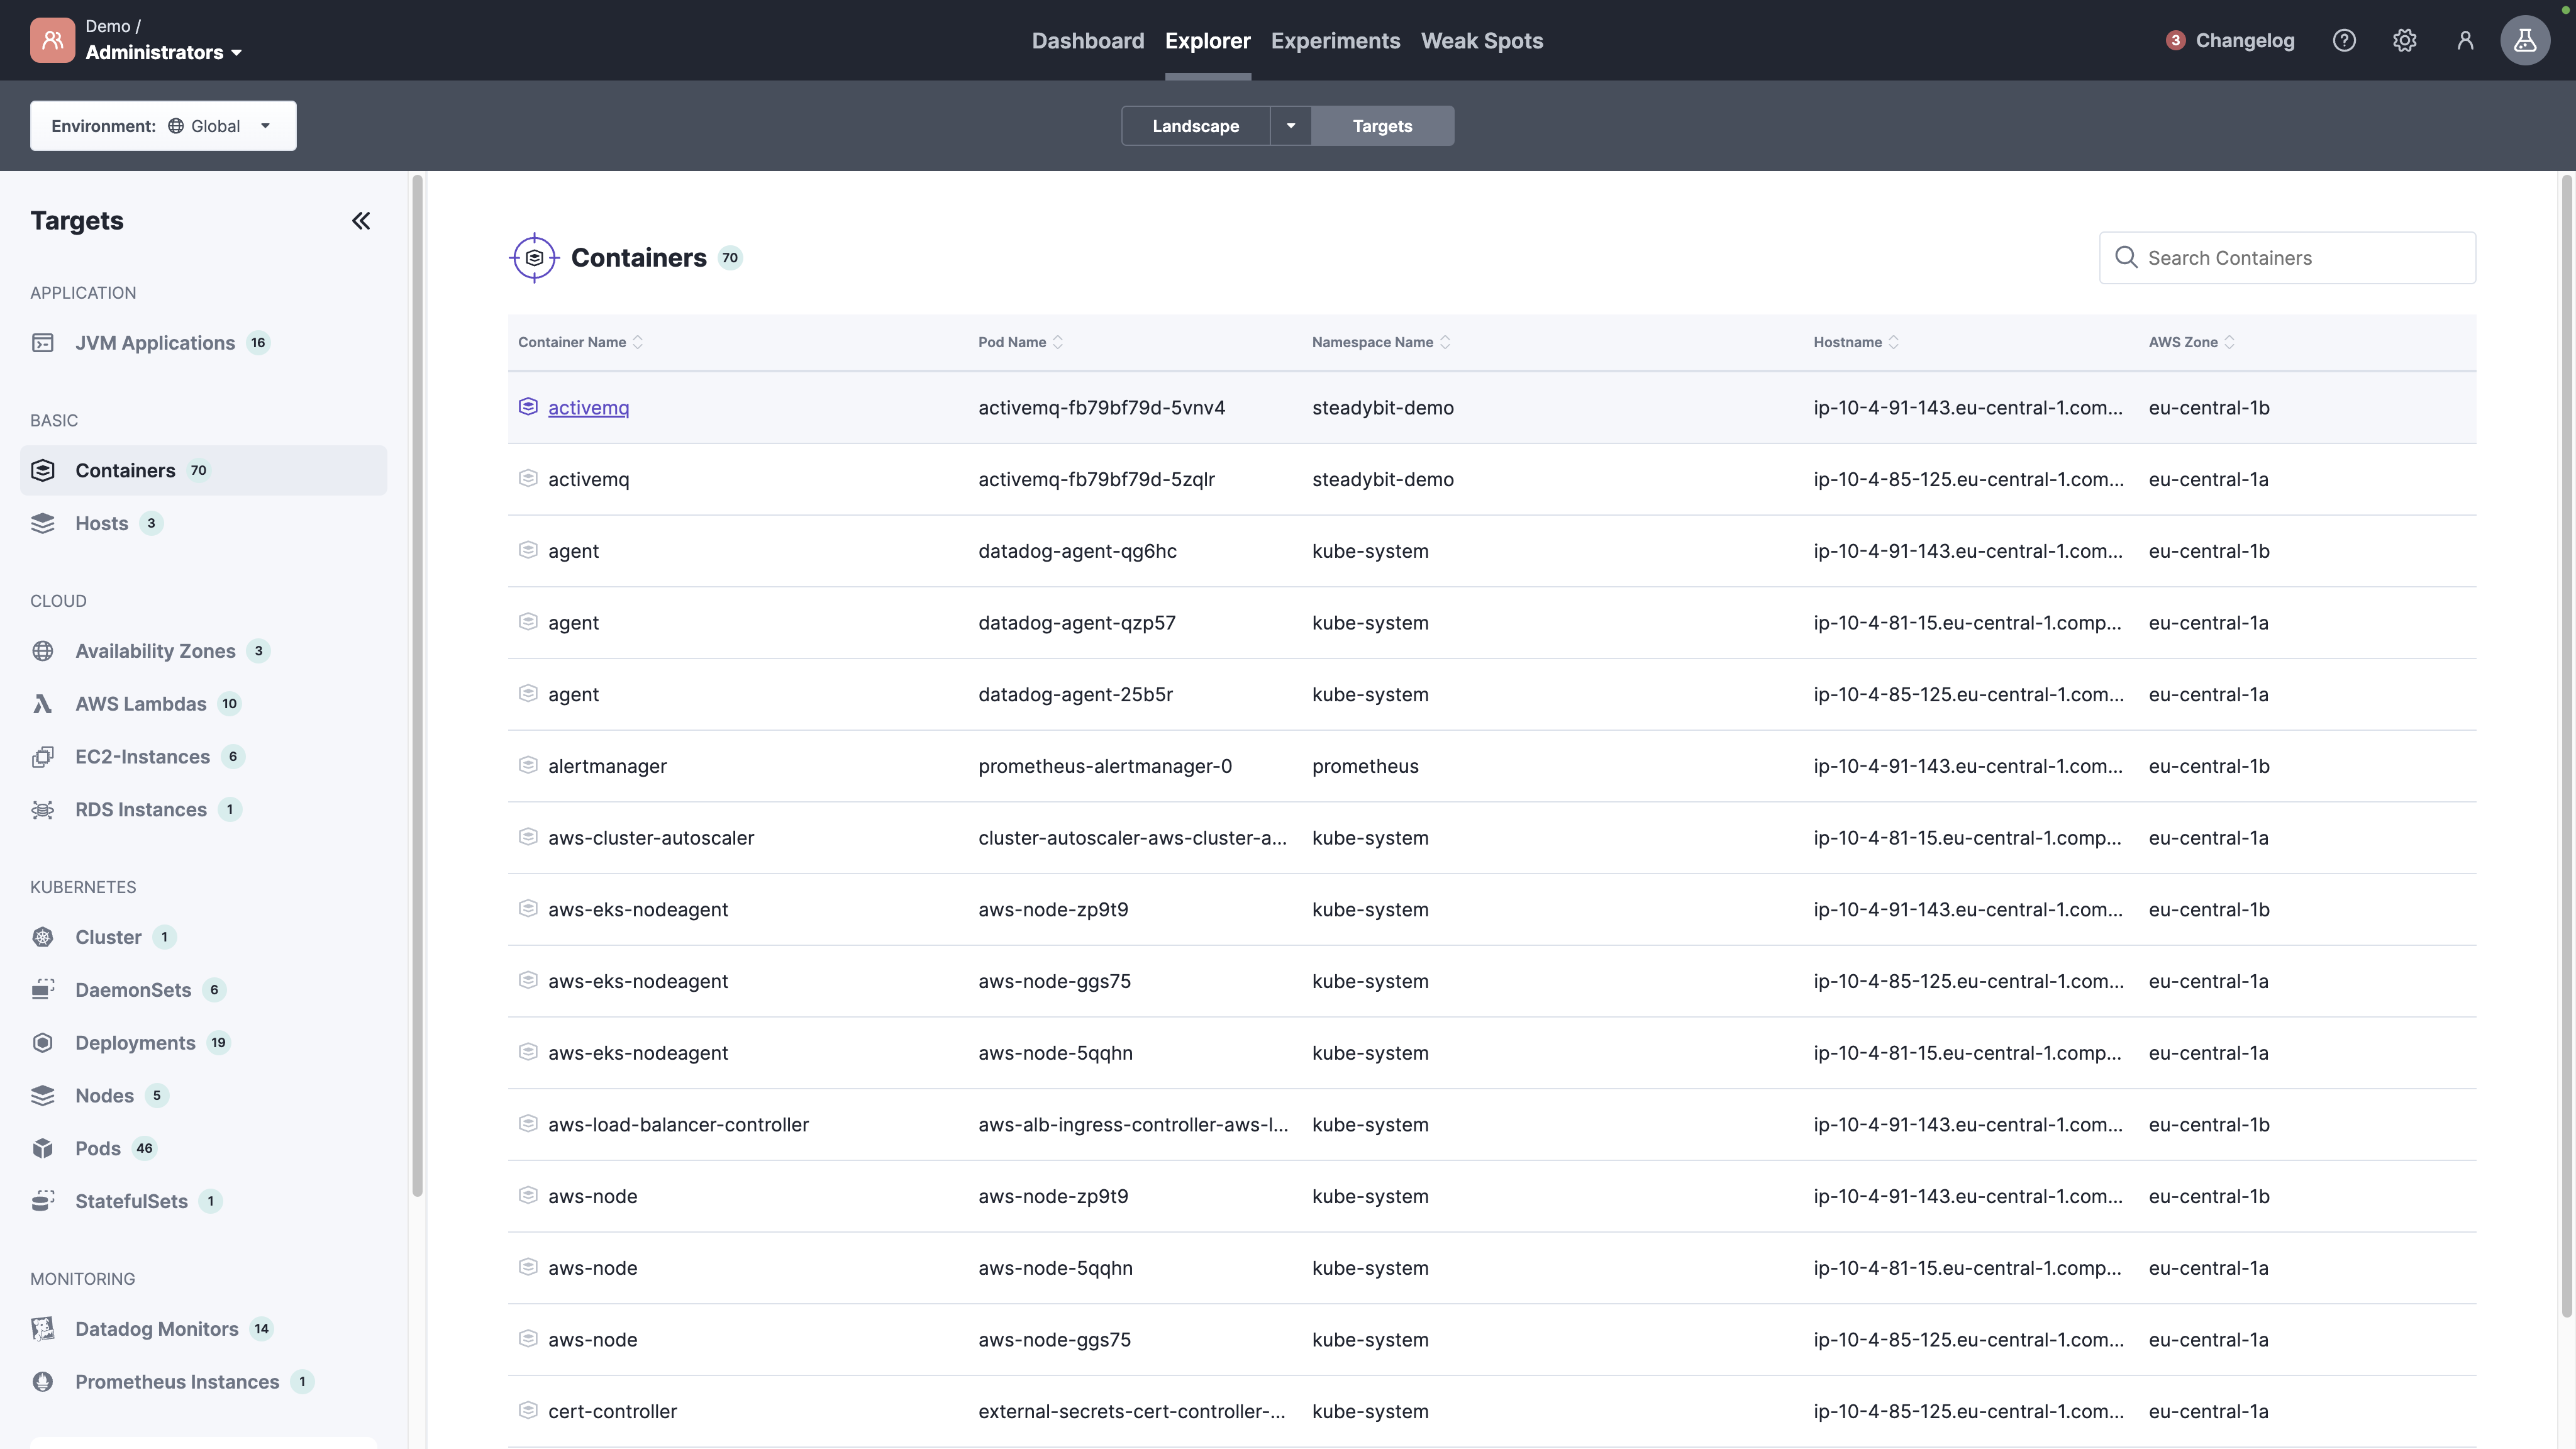 Demo /
Administrators
Dashboard Explorer Experiments Weak Spots
3 Changelog
Environment: Global
Landscape Targets
Targets
APPLICATION
JVM Applications 16
BASIC
Containers 70
Hosts 3
CLOUD
Availability Zones 3
AWS Lambdas 10
EC2-Instances 6
RDS Instances 1
KUBERNETES
Cluster 1
DaemonSets 6
Deployments 19
Nodes 5
Pods 46
StatefulSets 1
MONITORING
Datadog Monitors 14
Prometheus Instances 1
Containers 70
Search Containers
Container Name Pod Name Namespace Name Hostname AWS Zone
activemq activemq-fb79bf79d-5vnv4 steadybit-demo ip-10-4-91-143.eu-central-1.com... eu-central-1b
activemq activemq-fb79bf79d-5zqlr steadybit-demo ip-10-4-85-125.eu-central-1.com... eu-central-1a
agent datadog-agent-qg6hc kube-system ip-10-4-91-143.eu-central-1.com... eu-central-1b
agent datadog-agent-qzp57 kube-system ip-10-4-81-15.eu-central-1.comp... eu-central-1a
agent datadog-agent-25b5r kube-system ip-10-4-85-125.eu-central-1.com... eu-central-1a
alertmanager prometheus-alertmanager-0 prometheus ip-10-4-91-143.eu-central-1.com... eu-central-1b
aws-cluster-autoscaler cluster-autoscaler-aws-cluster-a... kube-system ip-10-4-81-15.eu-central-1.comp... eu-central-1a
aws-eks-nodeagent aws-node-zp9t9 kube-system ip-10-4-91-143.eu-central-1.com... eu-central-1b
aws-eks-nodeagent aws-node-ggs75 kube-system ip-10-4-85-125.eu-central-1.com... eu-central-1a
aws-eks-nodeagent aws-node-5qqhn kube-system ip-10-4-81-15.eu-central-1.comp... eu-central-1a
aws-load-balancer-controller aws-alb-ingress-controller-aws-l... kube-system ip-10-4-91-143.eu-central-1.com... eu-central-1b
aws-node aws-node-zp9t9 kube-system ip-10-4-91-143.eu-central-1.com... eu-central-1b
aws-node aws-node-5qqhn kube-system ip-10-4-81-15.eu-central-1.comp... eu-central-1a
aws-node aws-node-ggs75 kube-system ip-10-4-85-125.eu-central-1.com... eu-central-1a
cert-controller external-secrets-cert-controller-... kube-system ip-10-4-85-125.eu-central-1.com... eu-central-1a